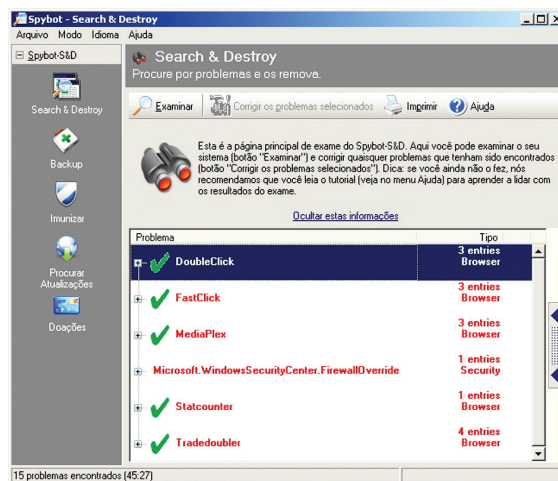 Spybot - Search & Destroy
Arquivo Modo Idioma Ajuda
Spybot-S&D
Search & Destroy
Backup
Imunizar
Procurar
Atualizações
Doações
Search & Destroy
Procure por problemas e os remova.
Examinar Corrigir os problemas selecionados Imprimir Ajuda
Esta é a página principal de exame do Spybot-S&D. Aqui você pode examinar o seu
sistema (botão "Examinar") e corrigir quaisquer problemas que tenham sido encontrados
(botão "Corrigir os problemas selecionados"). Dica: se você ainda não o fez, nós
recomendamos que você leia o tutorial (veja no menu Ajuda) para aprender a lidar com
os resultados do exame.
Ocultar estas informações
Problema Tipo
DoubleClick 3 entries
Browser
FastClick 3 entries
Browser
MediaPlex 3 entries
Browser
Microsoft.WindowsSecurityCenter.FirewallOverride 1 entries
Security
Statcounter 1 entries
Browser
Tradedoubler 4 entries
Browser
15 problemas encontrados (45:27)